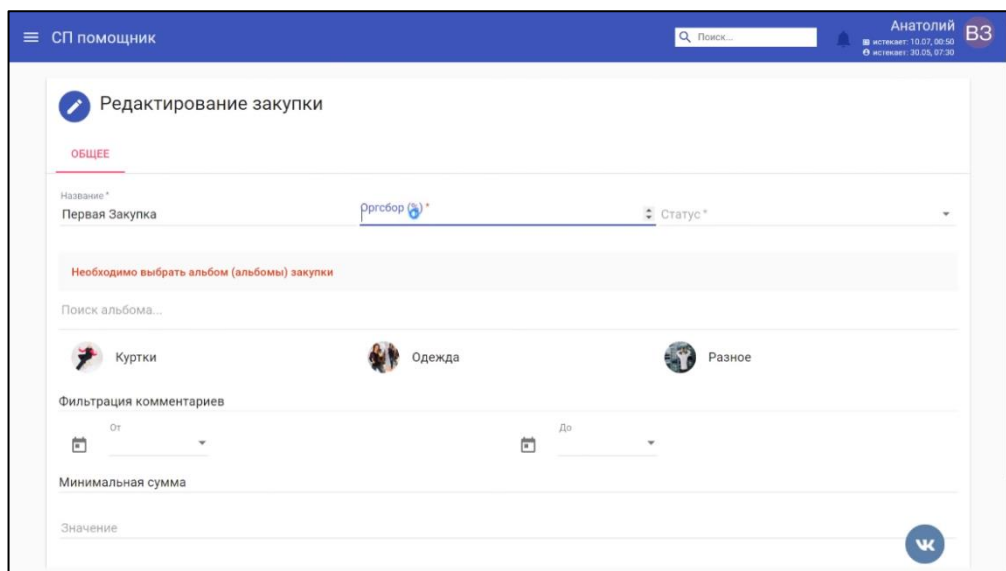 СП помощник
Поиск...
Анатолий
ВЗ
истекает: 10.07, 00:50
истекает: 30.05, 07:30
Редактирование закупки
ОБЩЕЕ
Название *
Первая Закупка
Оргсбор (%) *
Статус *
Необходимо выбрать альбом (альбомы) закупки
Поиск альбома...
Куртки
Одежда
Разное
Фильтрация комментариев
От
До
Минимальная сумма
Значение